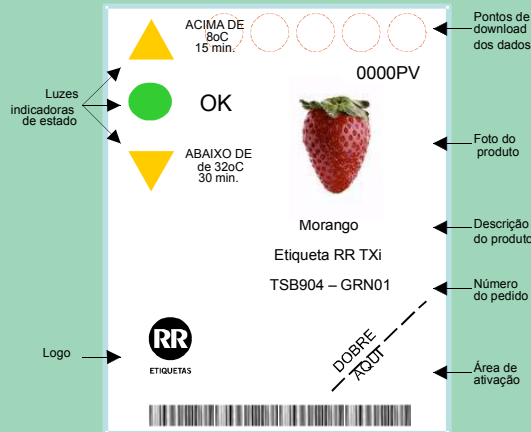 ACIMA DE
8oC
15 min.
Pontos de
download
dos dados
0000PV
Luzes
indicadoras
de estado
OK
Foto do
produto
ABAIXO DE
de 32oC
30 min.
Morango
Descrição
do produto
Etiqueta RR TXi
TSB904 – GRN01
Número
do pedido
DOBRE
AQUI
Logo
RR
ETIQUETAS
Área de
ativação